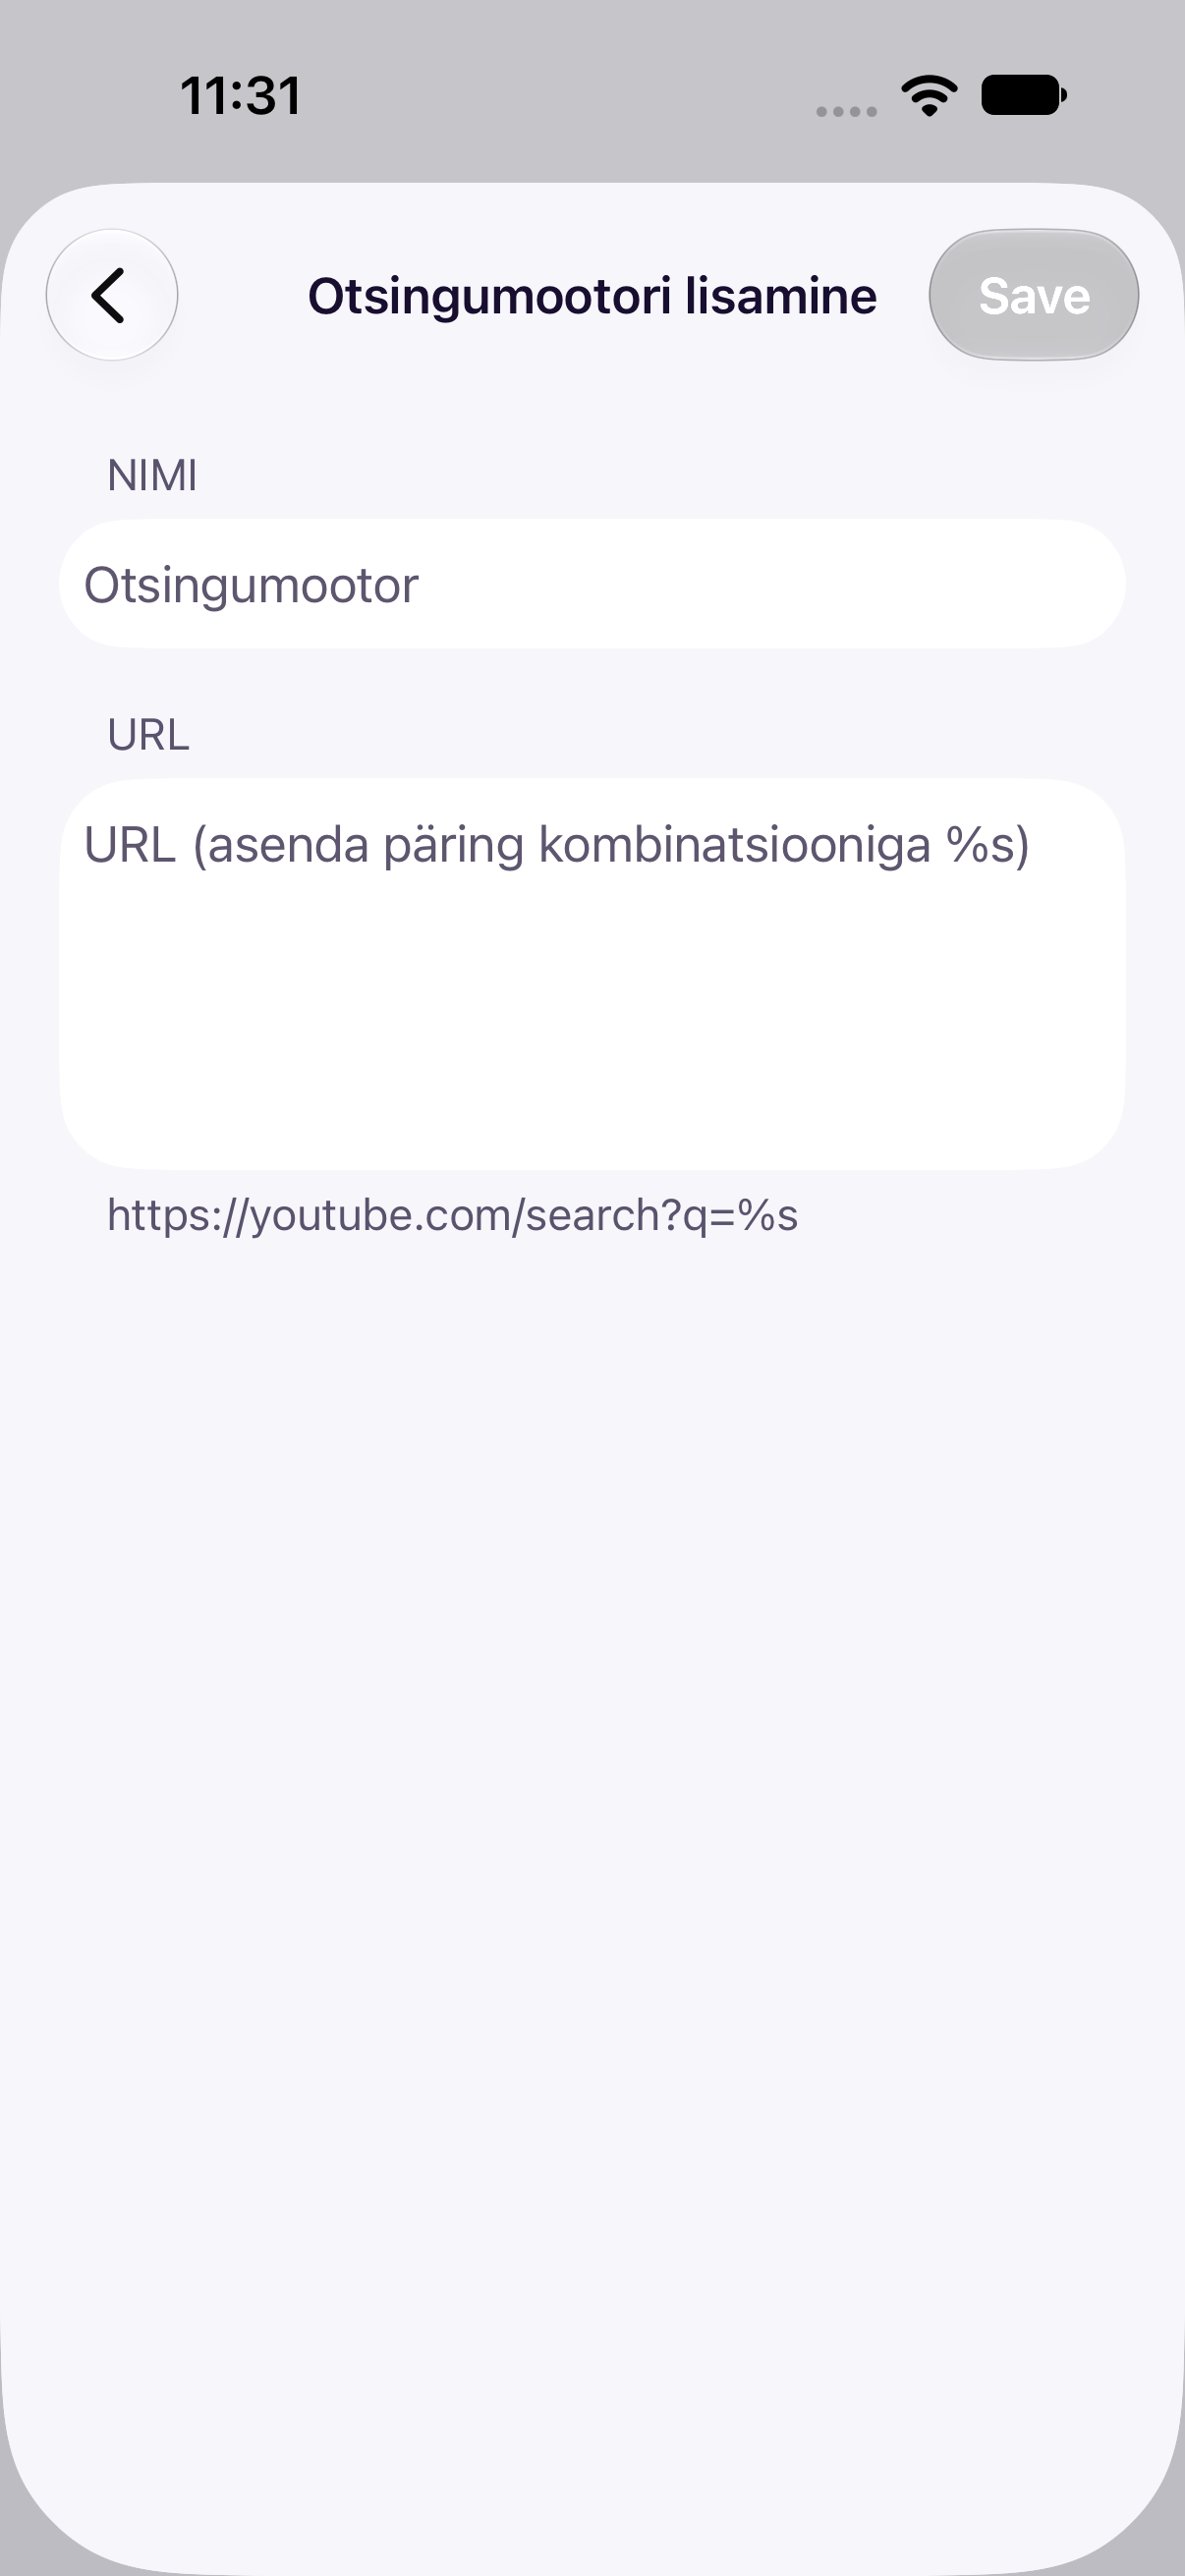 11:31
Otsingumootori lisamine
Save
NIMI
Otsingumootor
URL
URL (asenda päring kombinatsiooniga %s)
https://youtube.com/search?q=%s